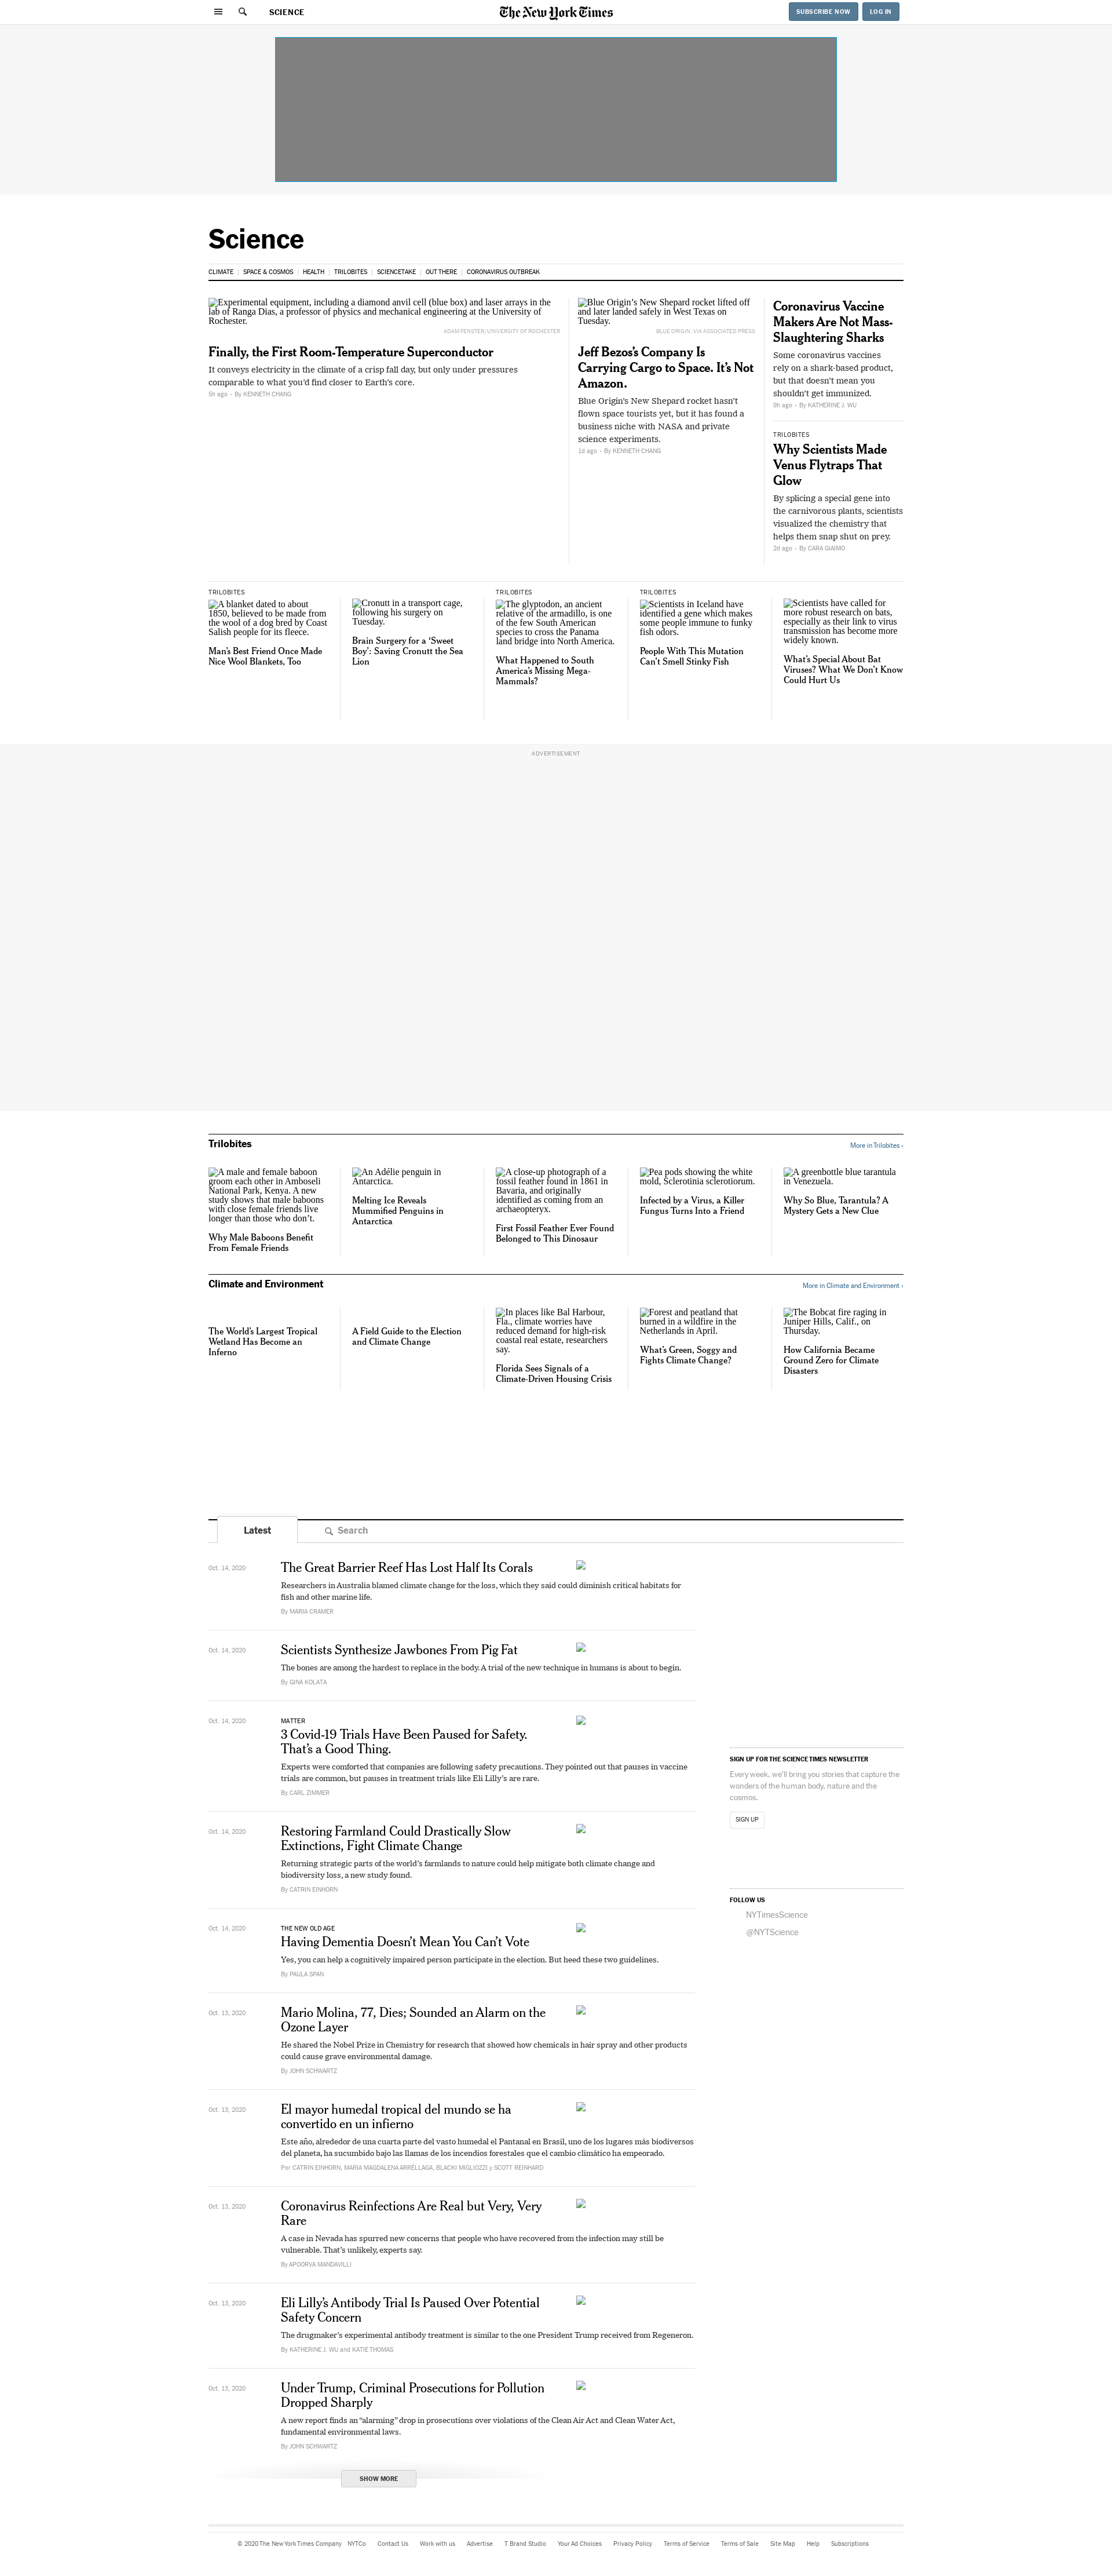 SCIENCE
The New York Times
SUBSCRIBE NOW
LOG IN
Science
CLIMATE
SPACE & COSMOS
HEALTH
TRILOBITES
SCIENCETAKE
OUT THERE
CORONAVIRUS OUTBREAK
Experimental equipment, including a diamond anvil cell (blue box) and laser arrays in the
lab of Ranga Dias, a professor of physics and mechanical engineering at the University of
Rochester.
ADAM FENSTER/UNIVERSITY OF ROCHESTER
Finally, the First Room-Temperature Superconductor
It conveys electricity in the climate of a crisp fall day, but only under pressures
comparable to what you'd find closer to Earth's core.
5h ago - By KENNETH CHANG
Blue Origin's New Shepard rocket lifted off
and later landed safely in West Texas on
Tuesday.
BLUE ORIGIN, VIA ASSOCIATED PRESS
Jeff Bezos's Company Is
Carrying Cargo to Space. It's Not
Amazon.
Blue Origin's New Shepard rocket hasn't
flown space tourists yet, but it has found a
business niche with NASA and private
science experiments.
1d ago - By KENNETH CHANG
Coronavirus Vaccine
Makers Are Not Mass-
Slaughtering Sharks
Some coronavirus vaccines
rely on a shark-based product,
but that doesn't mean you
shouldn't get immunized.
9h ago - By KATHERINE J. WU
TRILOBITES
Why Scientists Made
Venus Flytraps That
Glow
By splicing a special gene into
the carnivorous plants, scientists
visualized the chemistry that
helps them snap shut on prey.
2d ago - By CARA GIAIMO
TRILOBITES
A blanket dated to about
1850, believed to be made from
the wool of a dog bred by Coast
Salish people for its fleece.
Man's Best Friend Once Made
Nice Wool Blankets, Too
Cronutt in a transport cage,
following his surgery on
Tuesday.
Brain Surgery for a 'Sweet
Boy': Saving Cronutt the Sea
Lion
TRILOBITES
The glyptodon, an ancient
relative of the armadillo, is one
of the few South American
species to cross the Panama
land bridge into North America.
What Happened to South
America's Missing Mega-
Mammals?
TRILOBITES
Scientists in Iceland have
identified a gene which makes
some people immune to funky
fish odors.
People With This Mutation
Can't Smell Stinky Fish
Scientists have called for
more robust research on bats,
especially as their link to virus
transmission has become more
widely known.
What's Special About Bat
Viruses? What We Don't Know
Could Hurt Us
ADVERTISEMENT
Trilobites
More in Trilobites ›
A male and female baboon
groom each other in Amboseli
National Park, Kenya. A new
study shows that male baboons
with close female friends live
longer than those who don't.
Why Male Baboons Benefit
From Female Friends
An Adélie penguin in
Antarctica.
Melting Ice Reveals
Mummified Penguins in
Antarctica
A close-up photograph of a
fossil feather found in 1861 in
Bavaria, and originally
identified as coming from an
archaeopteryx.
First Fossil Feather Ever Found
Belonged to This Dinosaur
Pea pods showing the white
mold, Sclerotinia sclerotiorum.
Infected by a Virus, a Killer
Fungus Turns Into a Friend
A greenbottle blue tarantula
in Venezuela.
Why So Blue, Tarantula? A
Mystery Gets a New Clue
Climate and Environment
More in Climate and Environment ›
The World's Largest Tropical
Wetland Has Become an
Inferno
A Field Guide to the Election
and Climate Change
In places like Bal Harbour,
Fla., climate worries have
reduced demand for high-risk
coastal real estate, researchers
say.
Florida Sees Signals of a
Climate-Driven Housing Crisis
Forest and peatland that
burned in a wildfire in the
Netherlands in April.
What's Green, Soggy and
Fights Climate Change?
The Bobcat fire raging in
Juniper Hills, Calif., on
Thursday.
How California Became
Ground Zero for Climate
Disasters
Latest
Search
Oct. 14, 2020
The Great Barrier Reef Has Lost Half Its Corals
Researchers in Australia blamed climate change for the loss, which they said could diminish critical habitats for
fish and other marine life.
By MARIA CRAMER
Oct. 14, 2020
Scientists Synthesize Jawbones From Pig Fat
The bones are among the hardest to replace in the body. A trial of the new technique in humans is about to begin.
By GINA KOLATA
Oct. 14, 2020
MATTER
3 Covid-19 Trials Have Been Paused for Safety.
That's a Good Thing.
Experts were comforted that companies are following safety precautions. They pointed out that pauses in vaccine
trials are common, but pauses in treatment trials like Eli Lilly's are rare.
By CARL ZIMMER
Oct. 14, 2020
Restoring Farmland Could Drastically Slow
Extinctions, Fight Climate Change
Returning strategic parts of the world's farmlands to nature could help mitigate both climate change and
biodiversity loss, a new study found.
By CATRIN EINHORN
Oct. 14, 2020
THE NEW OLD AGE
Having Dementia Doesn't Mean You Can't Vote
Yes, you can help a cognitively impaired person participate in the election. But heed these two guidelines.
By PAULA SPAN
Oct. 13, 2020
Mario Molina, 77, Dies; Sounded an Alarm on the
Ozone Layer
He shared the Nobel Prize in Chemistry for research that showed how chemicals in hair spray and other products
could cause grave environmental damage.
By JOHN SCHWARTZ
Oct. 13, 2020
El mayor humedal tropical del mundo se ha
convertido en un infierno
Este año, alrededor de una cuarta parte del vasto humedal el Pantanal en Brasil, uno de los lugares más biodiversos
del planeta, ha sucumbido bajo las llamas de los incendios forestales que el cambio climático ha empeorado.
Por CATRIN EINHORN, MARIA MAGDALENA ARRÉLLAGA, BLACKI MIGLIOZZI y SCOTT REINHARD
Oct. 13, 2020
Coronavirus Reinfections Are Real but Very, Very
Rare
A case in Nevada has spurred new concerns that people who have recovered from the infection may still be
vulnerable. That's unlikely, experts say.
By APOORVA MANDAVILLI
Oct. 13, 2020
Eli Lilly's Antibody Trial Is Paused Over Potential
Safety Concern
The drugmaker's experimental antibody treatment is similar to the one President Trump received from Regeneron.
By KATHERINE J. WU and KATIE THOMAS
Oct. 13, 2020
Under Trump, Criminal Prosecutions for Pollution
Dropped Sharply
A new report finds an "alarming" drop in prosecutions over violations of the Clean Air Act and Clean Water Act,
fundamental environmental laws.
By JOHN SCHWARTZ
SHOW MORE
SIGN UP FOR THE SCIENCE TIMES NEWSLETTER
Every week, we'll bring you stories that capture the
wonders of the human body, nature and the
cosmos.
SIGN UP
FOLLOW US
NYTimesScience
@NYTScience
© 2020 The New York Times Company
NYTCo
Contact Us
Work with us
Advertise
T Brand Studio
Your Ad Choices
Privacy Policy
Terms of Service
Terms of Sale
Site Map
Help
Subscriptions